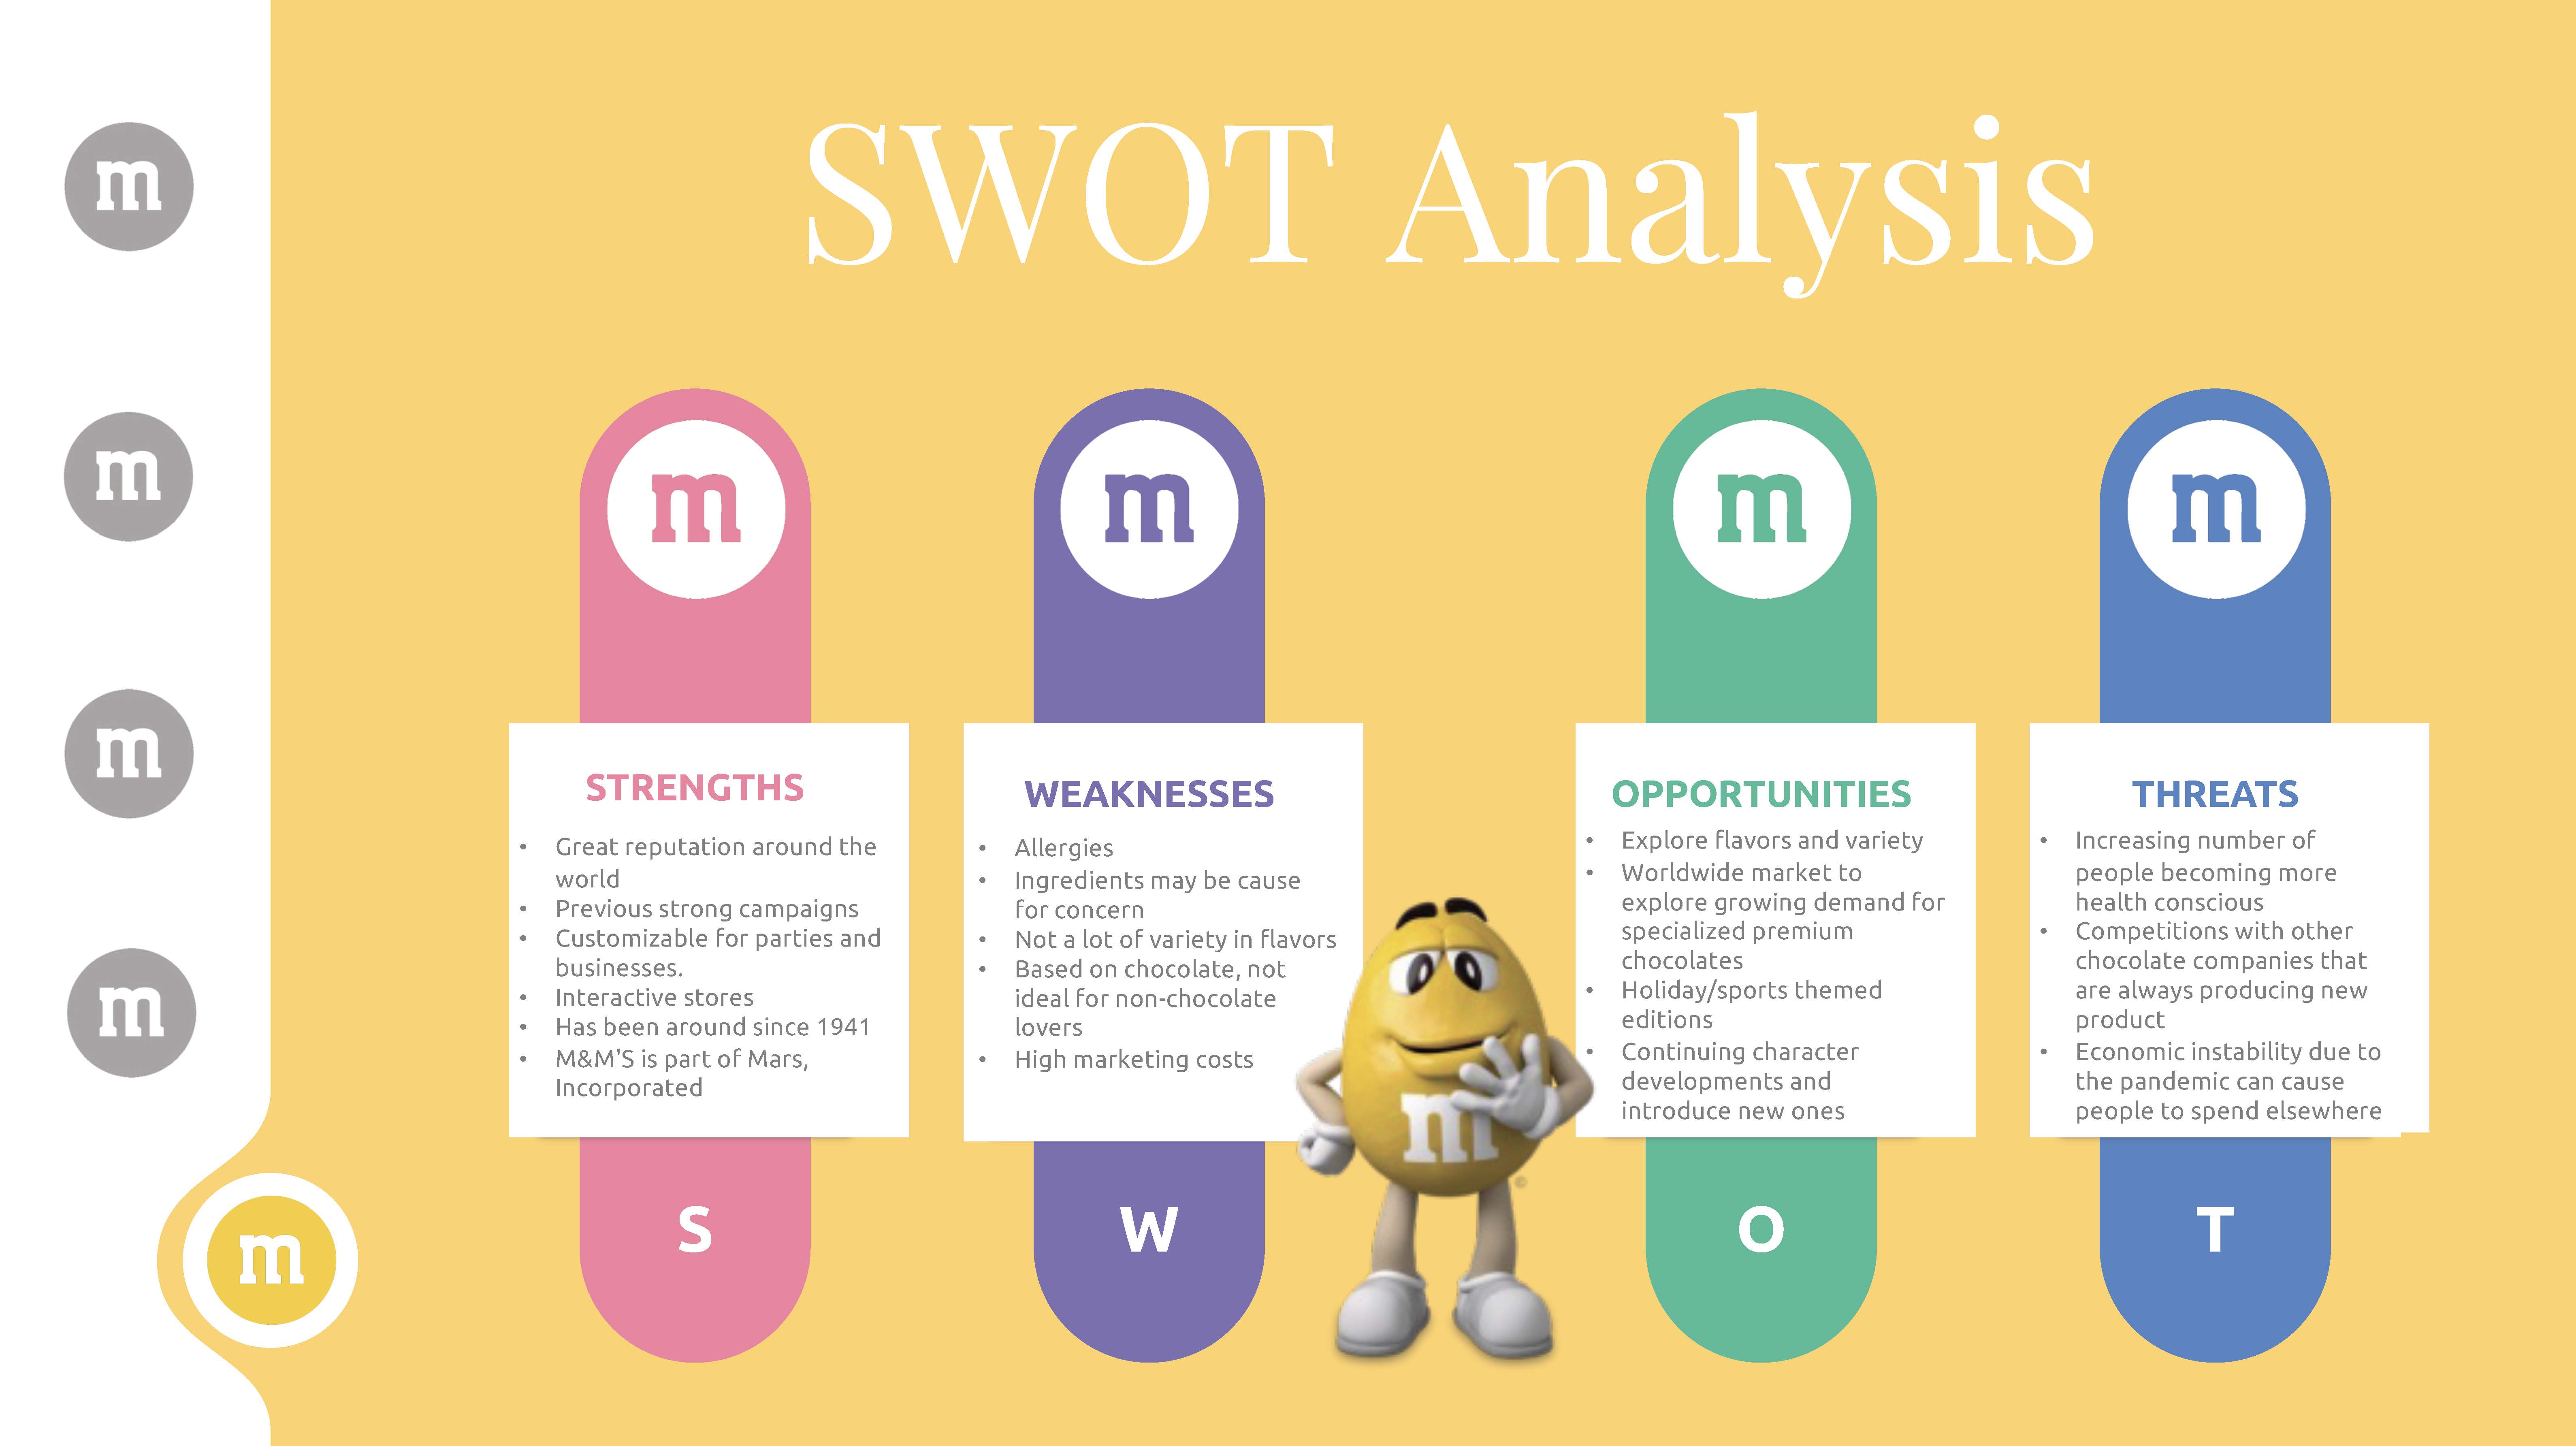 SWOT Analysis
m
m
m
m
m
m
m
m
m
STRENGTHS
• Great reputation around the
world
• Previous strong campaigns
• Customizable for parties and
businesses.
• Interactive stores
• Has been around since 1941
• M&M'S is part of Mars,
Incorporated
S
WEAKNESSES
• Allergies
• Ingredients may be cause
for concern
• Not a lot of variety in flavors
• Based on chocolate, not
ideal for non-chocolate
lovers
• High marketing costs
W
m
©
OPPORTUNITIES
• Explore flavors and variety
• Worldwide market to
explore growing demand for
specialized premium
chocolates
• Holiday/sports themed
editions
• Continuing character
developments and
introduce new ones
O
THREATS
• Increasing number of
people becoming more
health conscious
• Competitions with other
chocolate companies that
are always producing new
product
• Economic instability due to
the pandemic can cause
people to spend elsewhere
T